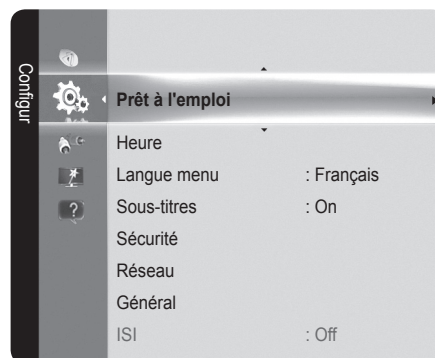 Configur
Prêt à l'emploi
Heure
Langue menu : Français
Sous-titres : On
Sécurité
Réseau
Général
ISI : Off